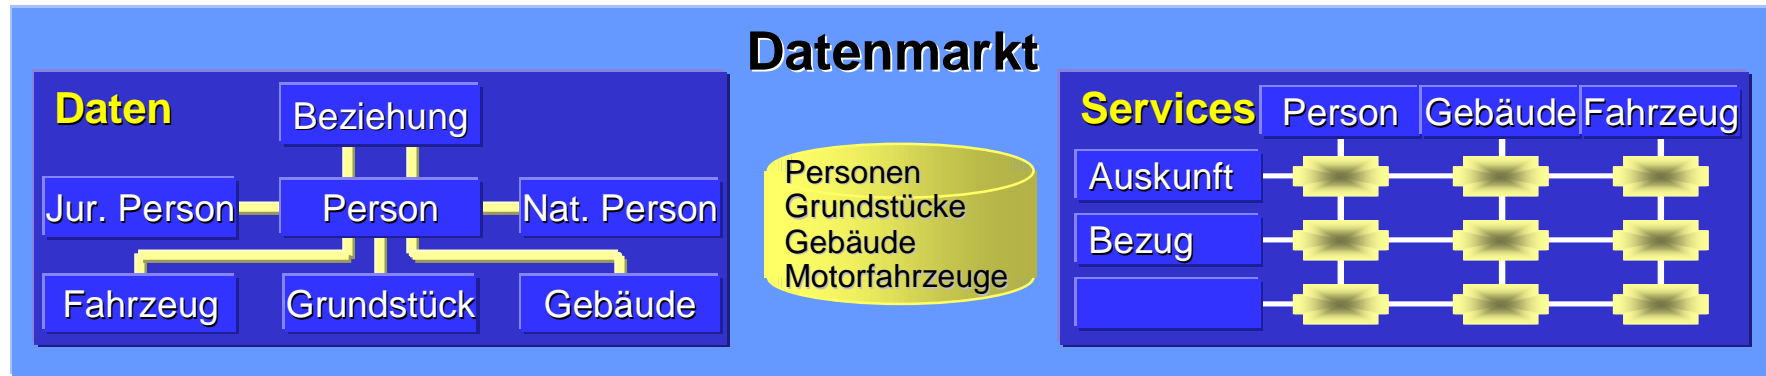 Datenmarkt
Daten
Beziehung
Jur. Person
Person
Nat. Person
Fahrzeug
Grundstück
Gebäude
Personen
Grundstücke
Gebäude
Motorfahrzeuge
Services
Person
Gebäude
Fahrzeug
Auskunft
Bezug